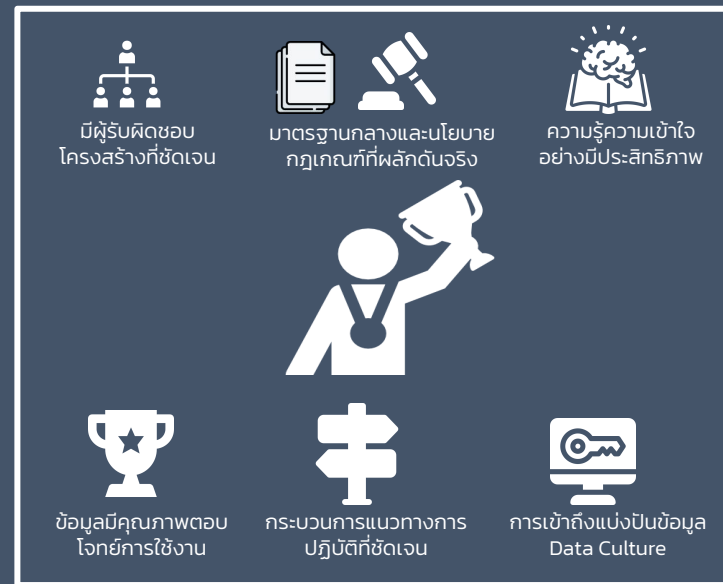 มีผู้รับผิดชอบ
โครงสร้างที่ชัดเจน
มาตรฐานกลางและนโยบาย
กฎเกณฑ์ที่ผลักดันจริง
ความรู้ความเข้าใจ
อย่างมีประสิทธิภาพ
ข้อมูลมีคุณภาพตอบ
โจทย์การใช้งาน
กระบวนการแนวทางการ
ปฏิบัติที่ชัดเจน
การเข้าถึงแบ่งปันข้อมูล
Data Culture